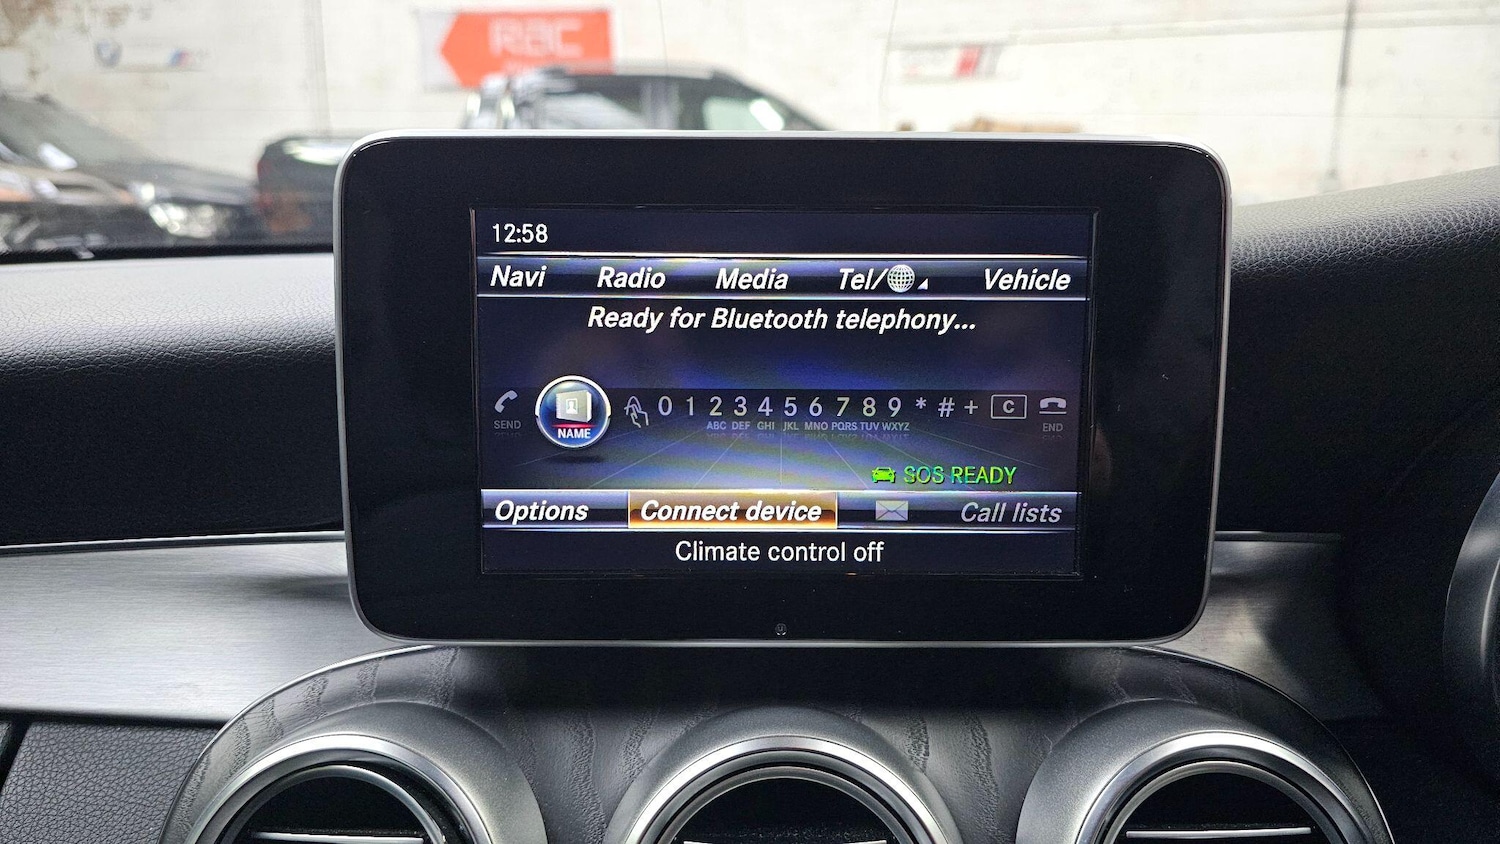 RAC
12:58
Navi Radio Media Tel/ Vehicle
Ready for Bluetooth telephony...
SEND NAME 0 1 2 3 4 5 6 7 8 9 * # + C END
ABC DEF GHI JKL MNO PQRS TUV WXYZ
SOS READY
Options Connect device Call lists
Climate control off